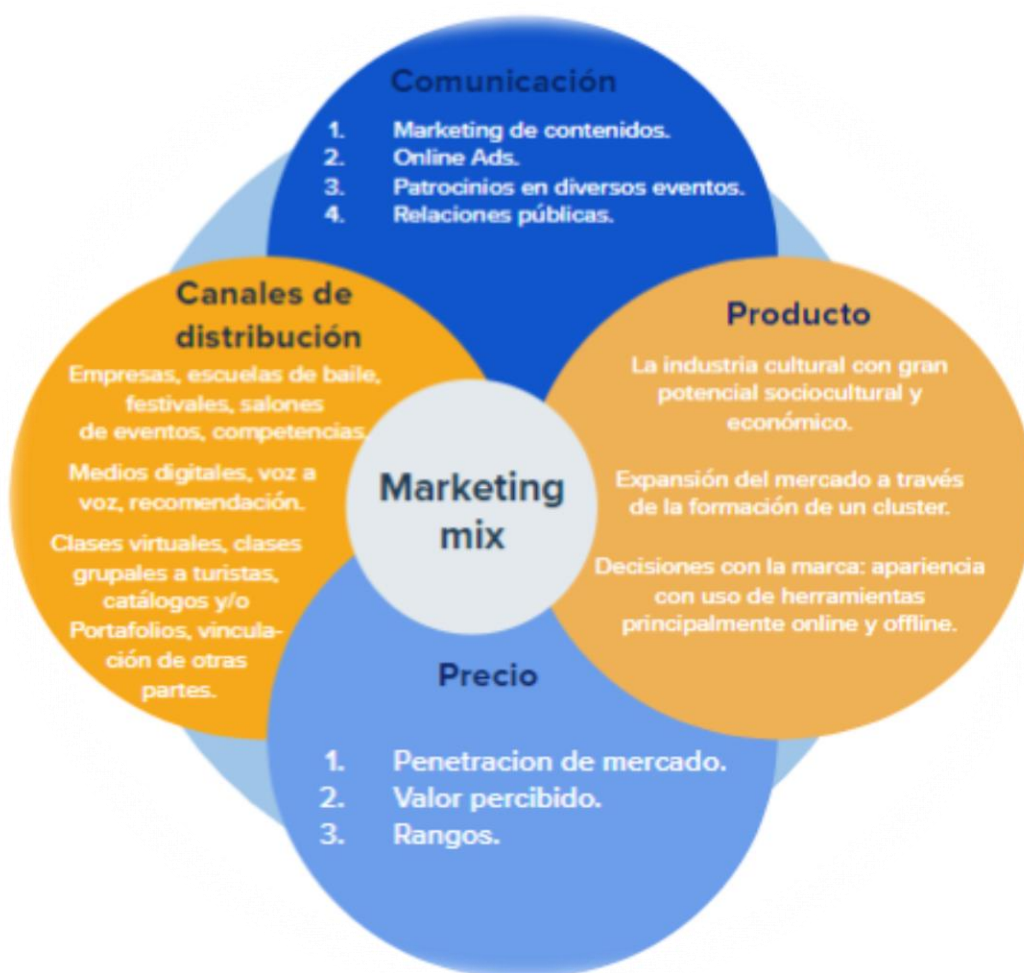 Comunicación
1. Marketing de contenidos.
2. Online Ads.
3. Patrocinios en diversos eventos.
4. Relaciones públicas.
Canales de
distribución
Empresas, escuelas de baile,
festivales, salones
de eventos, competencias.
Medios digitales, voz a
voz, recomendación.
Clases virtuales, clases
grupales a turistas,
catálogos y/o
Portafolios, vincula-
ción de otras
partes.
Marketing
mix
Producto
La industria cultural con gran
potencial sociocultural y
económico.
Expansión del mercado a través
de la formación de un cluster.
Decisiones con la marca: apariencia
con uso de herramientas
principalmente online y offline.
Precio
1. Penetracion de mercado.
2. Valor percibido.
3. Rangos.